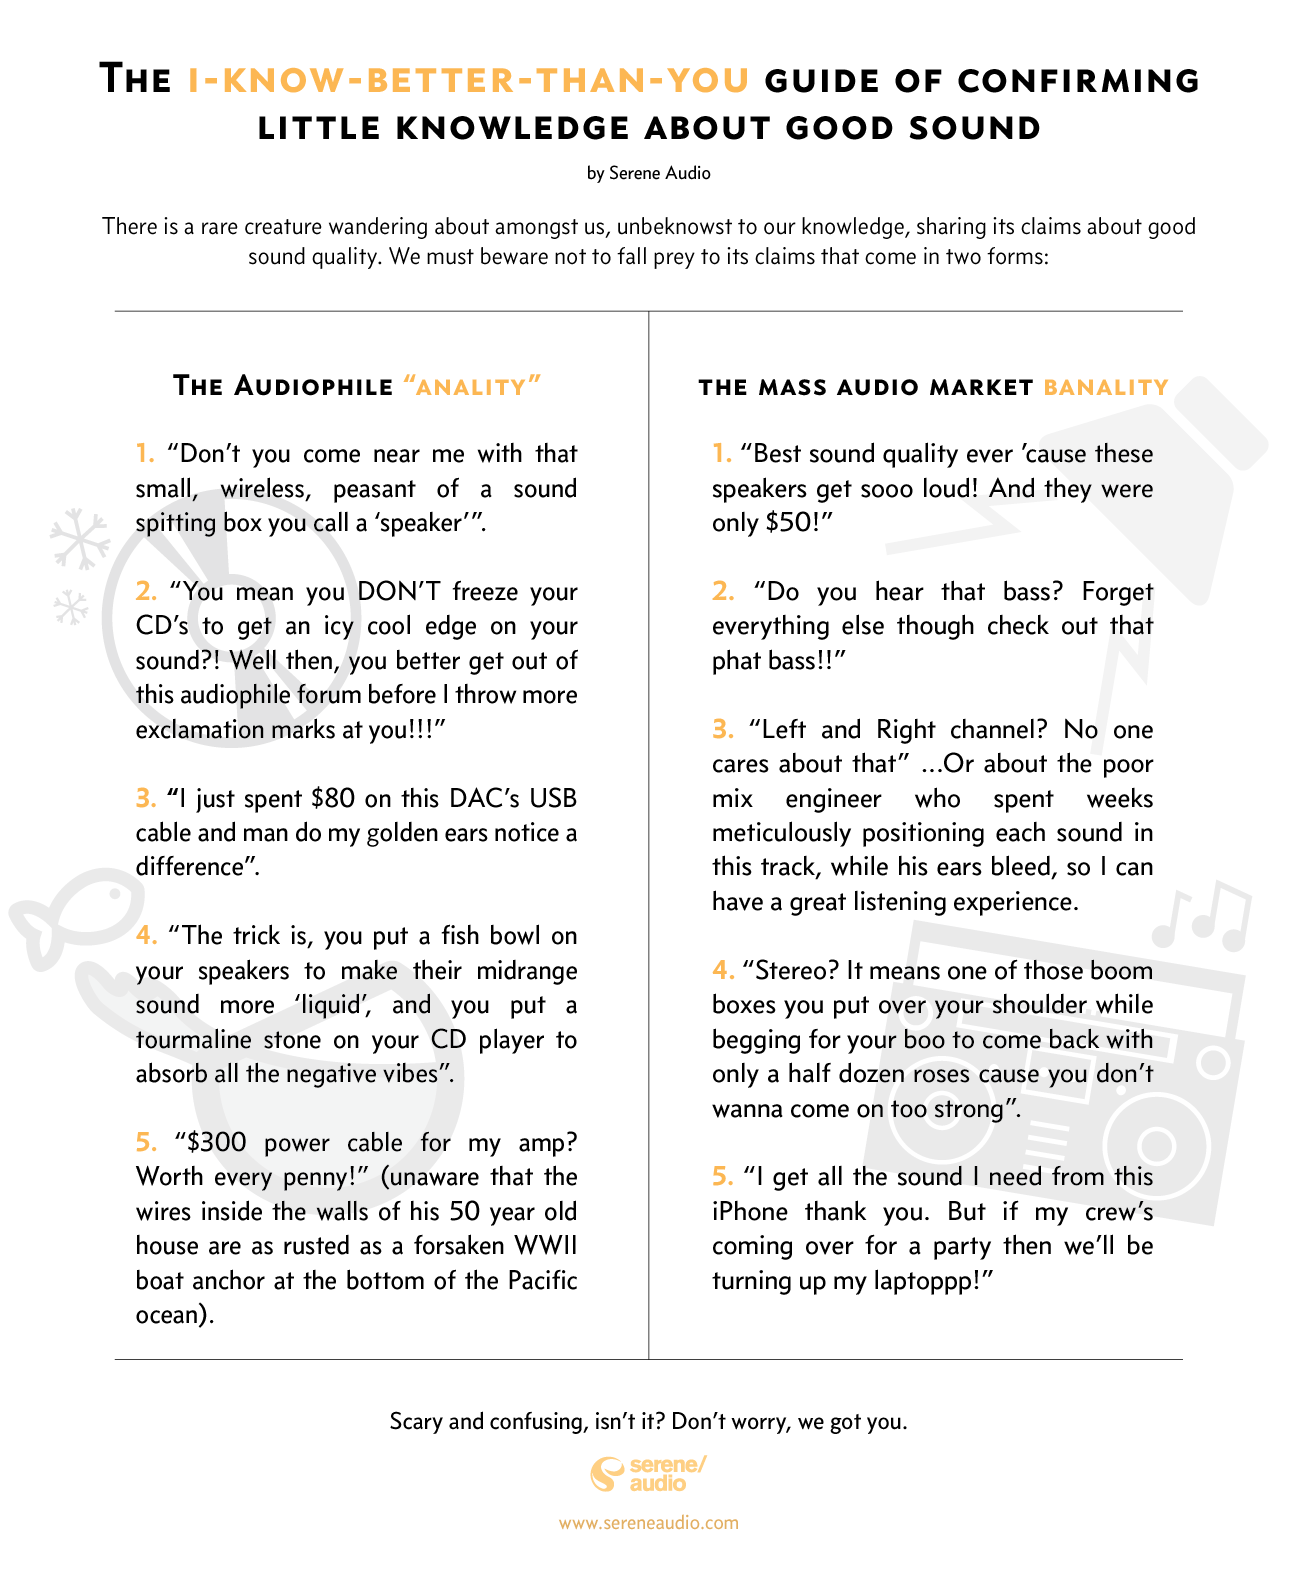 The i-know-better-than-you guide of confirming
little knowledge about good sound
by Serene Audio
There is a rare creature wandering about amongst us, unbeknowst to our knowledge, sharing its claims about good
sound quality. We must beware not to fall prey to its claims that come in two forms:
The Audiophile “anality”
1. “Don’t you come near me with that
small, wireless, peasant of a sound
spitting box you call a ‘speaker’”.
2. “You mean you DON’T freeze your
CD’s to get an icy cool edge on your
sound?! Well then, you better get out of
this audiophile forum before I throw more
exclamation marks at you!!!”
3. “I just spent $80 on this DAC’s USB
cable and man do my golden ears notice a
difference”.
4. “The trick is, you put a fish bowl on
your speakers to make their midrange
sound more ‘liquid’, and you put a
tourmaline stone on your CD player to
absorb all the negative vibes”.
5. “$300 power cable for my amp?
Worth every penny!” (unaware that the
wires inside the walls of his 50 year old
house are as rusted as a forsaken WWII
boat anchor at the bottom of the Pacific
ocean).
the mass audio market banality
1. “Best sound quality ever ’cause these
speakers get sooo loud! And they were
only $50!”
2. “Do you hear that bass? Forget
everything else though check out that
phat bass!!”
3. “Left and Right channel? No one
cares about that” ...Or about the poor
mix engineer who spent weeks
meticulously positioning each sound in
this track, while his ears bleed, so I can
have a great listening experience.
4. “Stereo? It means one of those boom
boxes you put over your shoulder while
begging for your boo to come back with
only a half dozen roses cause you don’t
wanna come on too strong”.
5. “I get all the sound I need from this
iPhone thank you. But if my crew’s
coming over for a party then we’ll be
turning up my laptoppp!”
Scary and confusing, isn’t it? Don’t worry, we got you.
serene/
audio
www.sereneaudio.com